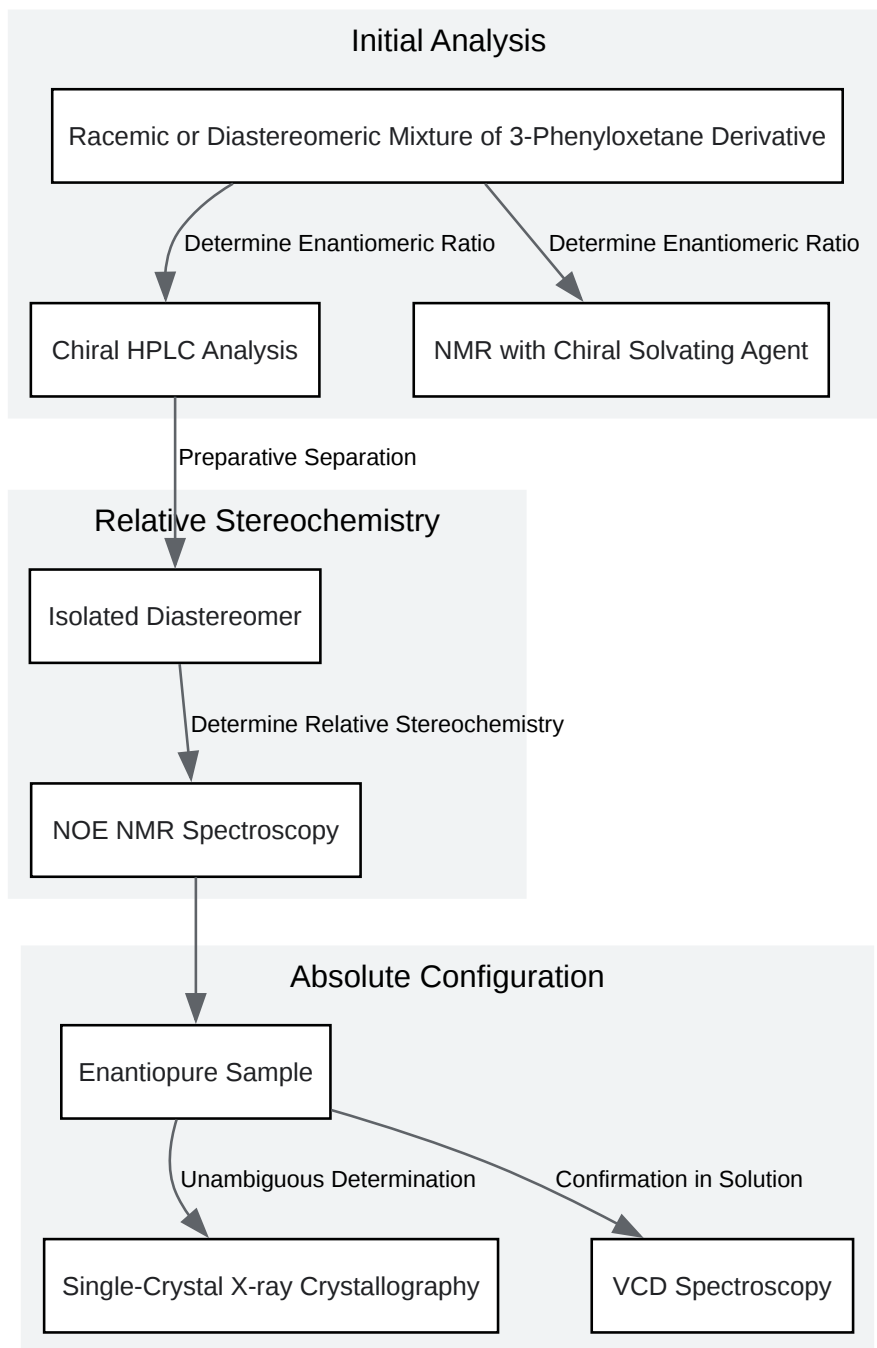 Initial Analysis
Racemic or Diastereomeric Mixture of 3-Phenyloxetane Derivative
Determine Enantiomeric Ratio
Determine Enantiomeric Ratio
Chiral HPLC Analysis
NMR with Chiral Solvating Agent
Preparative Separation
Relative Stereochemistry
Isolated Diastereomer
Determine Relative Stereochemistry
NOE NMR Spectroscopy
Absolute Configuration
Enantiopure Sample
Unambiguous Determination
Confirmation in Solution
Single-Crystal X-ray Crystallography
VCD Spectroscopy